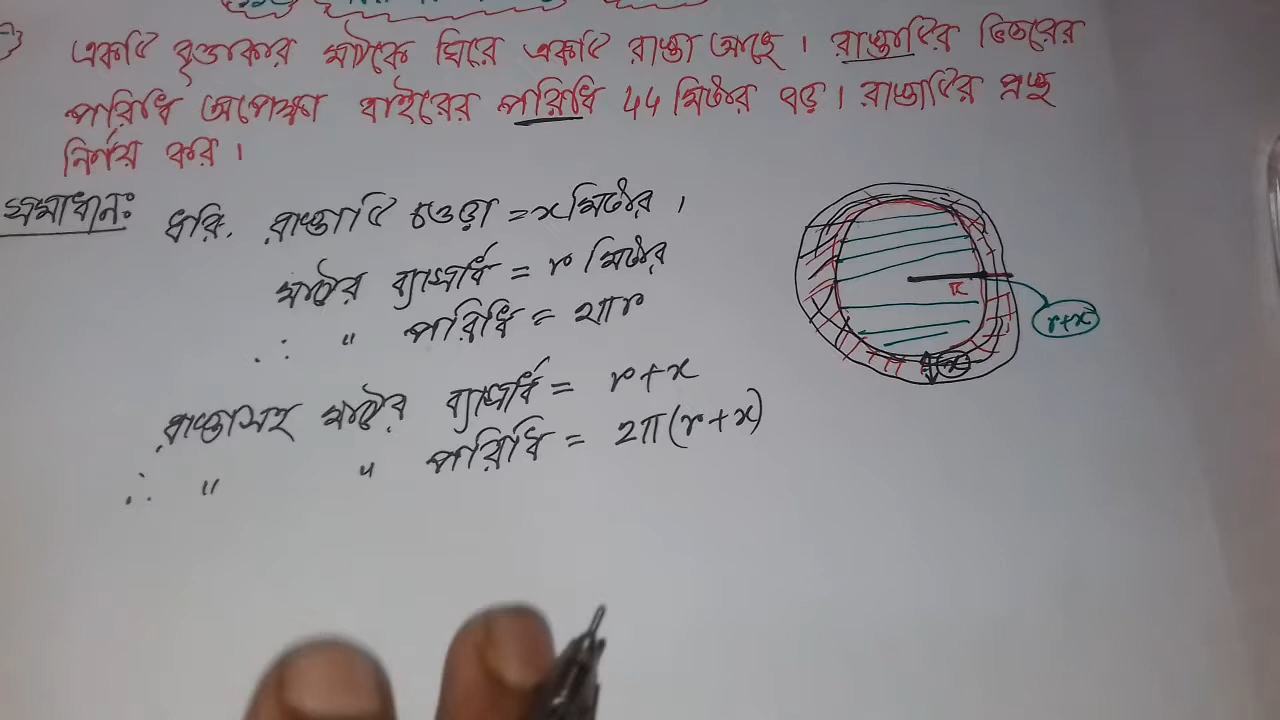 একটি বৃত্তাকার মাঠকে ঘিরে একটি রাস্তা আছে । রাস্তাটির ভিতরের
পরিধি অপেক্ষা বাইরের পরিধি 44 মিটার বড় । রাস্তাটির প্রস্থ
নির্ণয় কর ।
সমাধানঃ ধরি, রাস্তাটি চওড়া = x মিটার ।
মাঠের ব্যাসার্ধ = r মিটার
∴ " পরিধি = 2πr
রাস্তাসহ মাঠের ব্যাসার্ধ = r+x
∴ " " পরিধি = 2π(r+x)
r
r+x
x